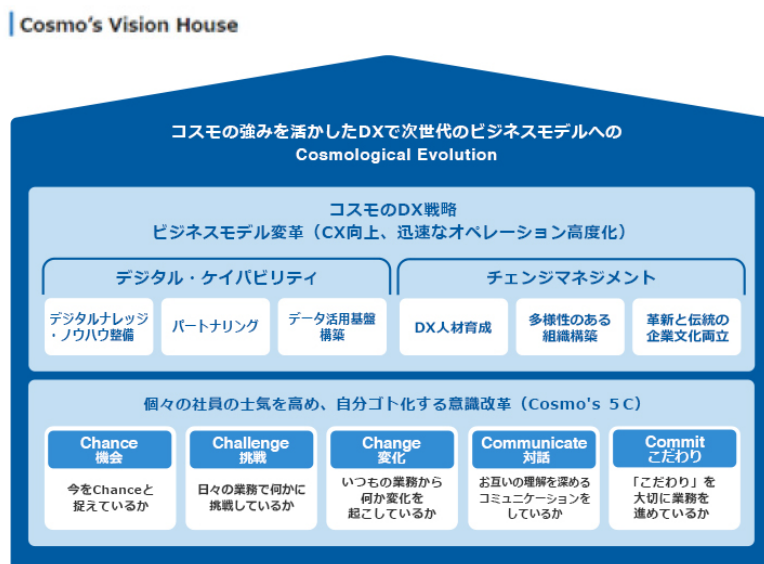 Cosmo's Vision House
コスモの強みを活かしたDXで次世代のビジネスモデルへの
Cosmological Evolution
コスモのDX戦略
ビジネスモデル変革（CX向上、迅速なオペレーション高度化）
デジタル・ケイパビリティ
チェンジマネジメント
デジタルナレッジ
・ノウハウ整備
パートナリング
データ活用基盤
構築
DX人材育成
多様性のある
組織構築
革新と伝統の
企業文化両立
個々の社員の士気を高め、自分ゴト化する意識改革（Cosmo's 5C）
Chance
機会
今をChanceと
捉えているか
Challenge
挑戦
日々の業務で何かに
挑戦しているか
Change
変化
いつもの業務から
何か変化を
起こしているか
Communicate
対話
お互いの理解を深める
コミュニケーションを
しているか
Commit
こだわり
「こだわり」を
大切に業務を
進めているか